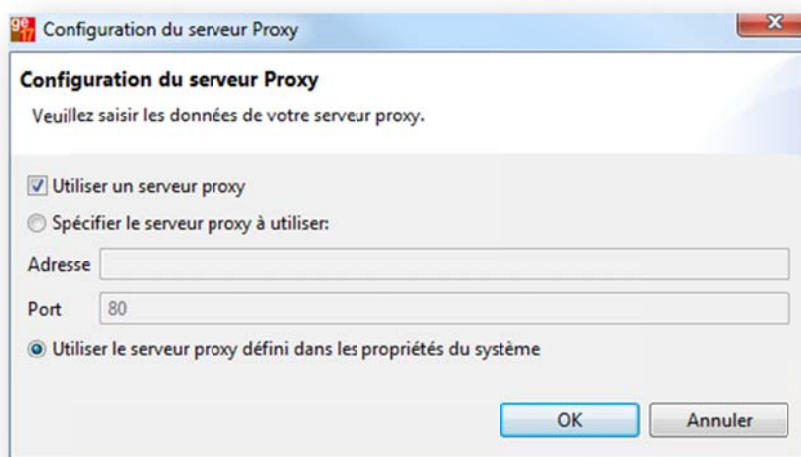 ge
17
Configuration du serveur Proxy
Configuration du serveur Proxy
Veuillez saisir les données de votre serveur proxy.
Utiliser un serveur proxy
Spécifier le serveur proxy à utiliser:
Adresse
Port 80
Utiliser le serveur proxy défini dans les propriétés du système
OK Annuler